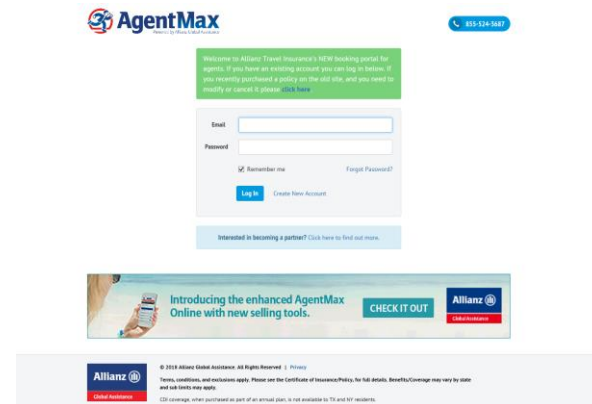 AgentMax
Powered by Allianz Global Assistance
855-524-5687
Welcome to Allianz Travel Insurance's NEW booking portal for
agents. If you have an existing account you can log in below. If
you recently purchased a policy on the old site, and you need to
modify or cancel it please click here.
Email
Password
Remember me
Forgot Password?
Log In
Create New Account
Interested in becoming a partner? Click here to find out more.
Introducing the enhanced AgentMax
Online with new selling tools.
CHECK IT OUT
Allianz
Global Assistance
Allianz
Global Assistance
© 2018 Allianz Global Assistance. All Rights Reserved | Privacy
Terms, conditions, and exclusions apply. Please see the Certificate of Insurance/Policy, for full details. Benefits/Coverage may vary by state
and sub limits may apply.
CDI coverage, when purchased as part of an annual plan, is not available to TX and NY residents.